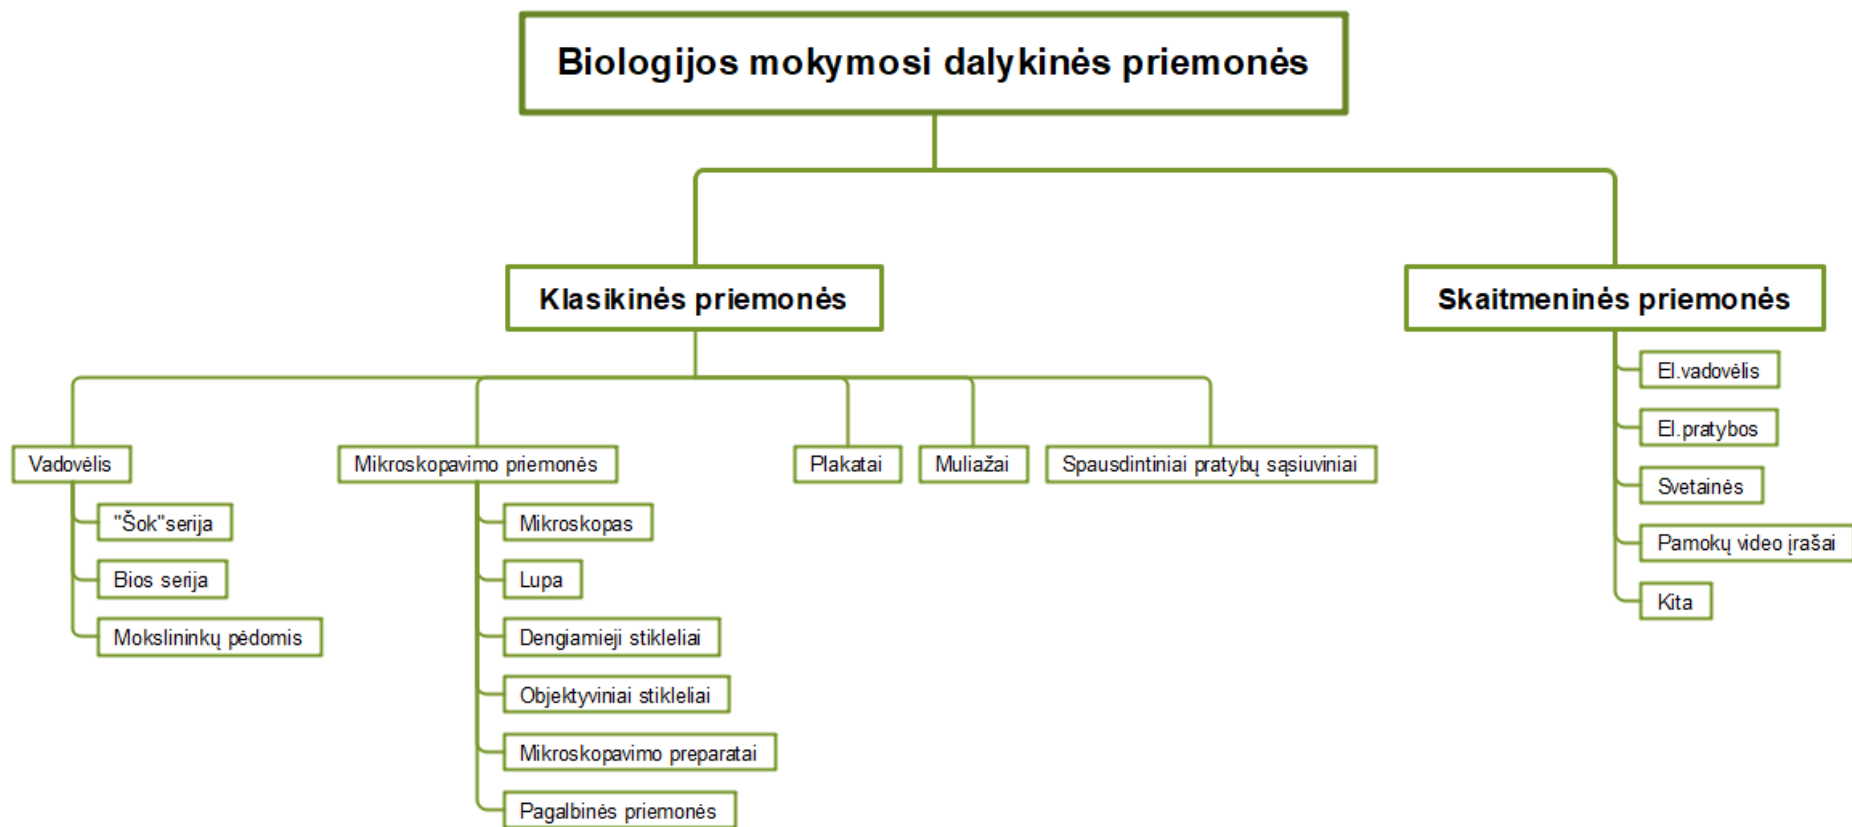 Biologijos mokymosi dalykinės priemonės
Klasikinės priemonės
Skaitmeninės priemonės
Vadovėlis
"Šok"serija
Bios serija
Mokslininkų pėdomis
Mikroskopavimo priemonės
Mikroskopas
Lupa
Dengiamieji stikleliai
Objektyviniai stikleliai
Mikroskopavimo preparatai
Pagalbinės priemonės
Plakatai
Muliažai
Spausdintiniai pratybų sąsiuviniai
El.vadovėlis
El.pratybos
Svetainės
Pamokų video įrašai
Kita